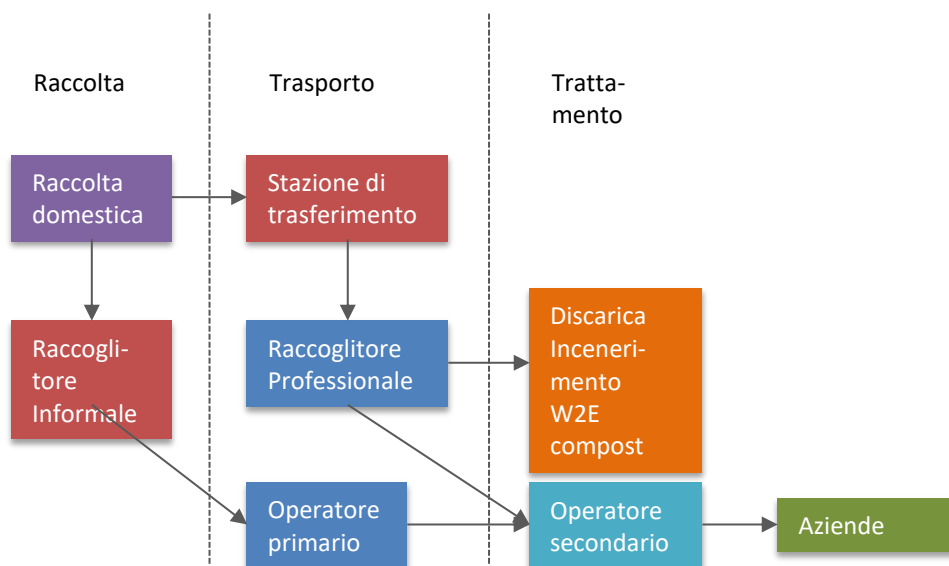 Raccolta
Trasporto
Tratta-
mento
Raccolta
domestica
Stazione di
trasferimento
Raccogli-
tore
Informale
Raccoglitore
Professionale
Discarica
Inceneri-
mento
W2E
compost
Operatore
primario
Operatore
secondario
Aziende